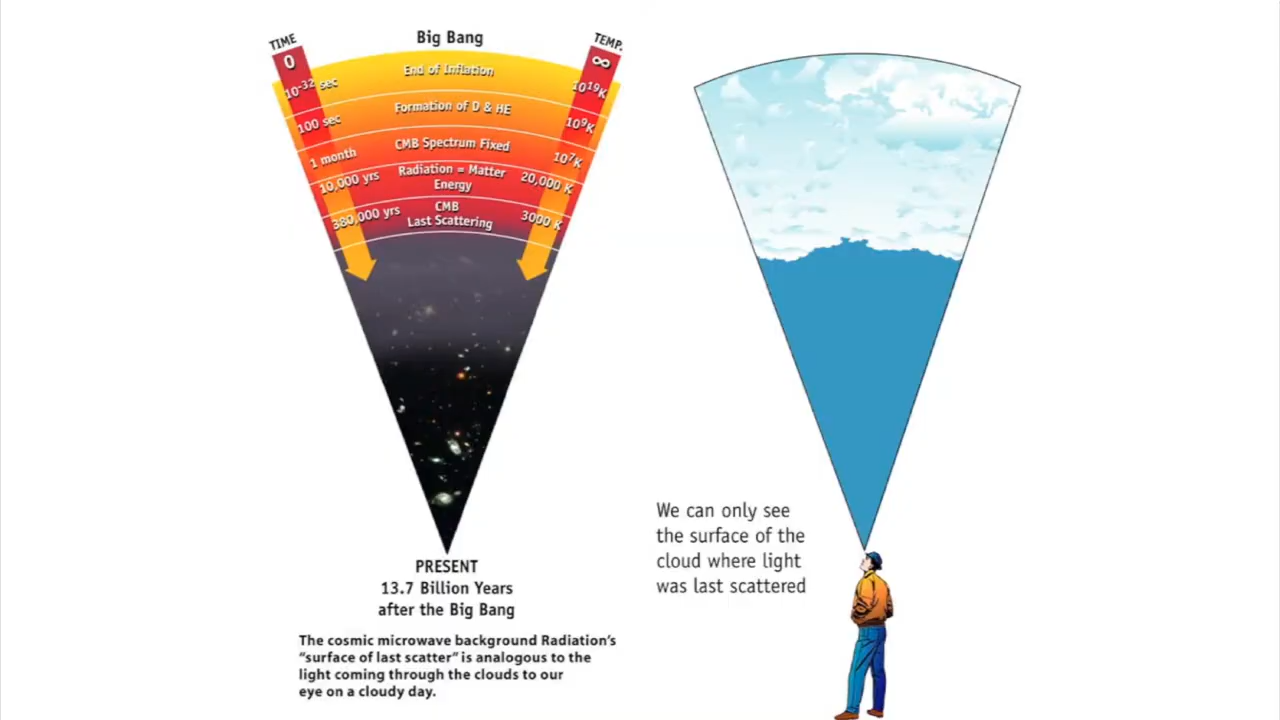 Big Bang
TIME
TEMP.
0
∞
End of Inflation
10-32 sec
1019K
Formation of D & HE
100 sec
109K
CMB Spectrum Fixed
1 month
107K
Radiation = Matter
Energy
10,000 yrs
20,000 K
CMB
Last Scattering
380,000 yrs
3000 K
PRESENT
13.7 Billion Years
after the Big Bang
The cosmic microwave background Radiation's
"surface of last scatter" is analogous to the
light coming through the clouds to our
eye on a cloudy day.
We can only see
the surface of the
cloud where light
was last scattered